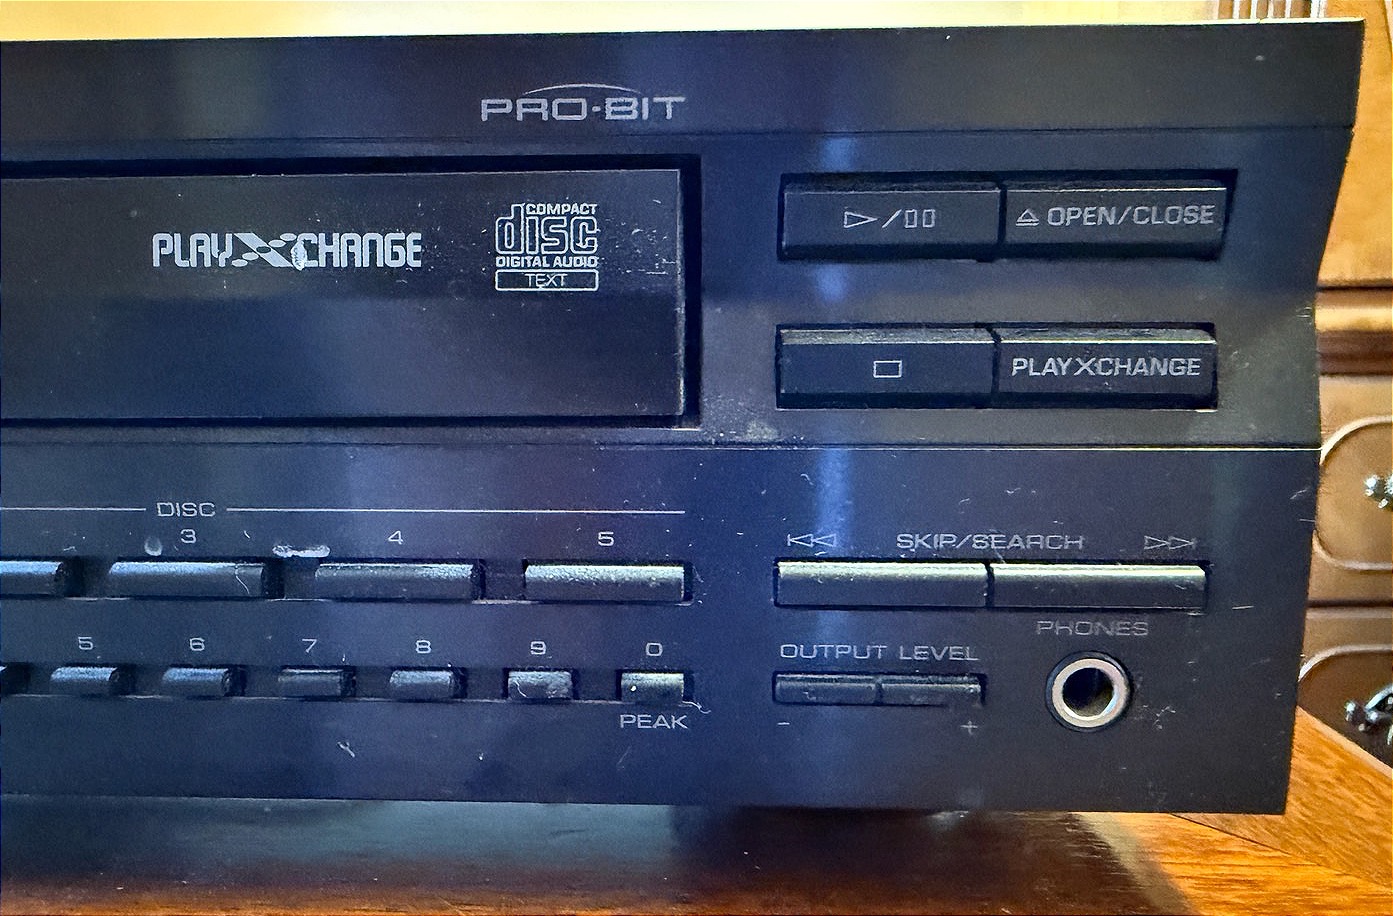 PRO·BIT
PLAYXCHANGE
COMPACT
disc
DIGITAL AUDIO
TEXT
▷/▯▯
⏏ OPEN/CLOSE
□
PLAYXCHANGE
DISC
3 4 5
SKIP/SEARCH
5 6 7 8 9 0
PEAK
PHONES
OUTPUT LEVEL
− +